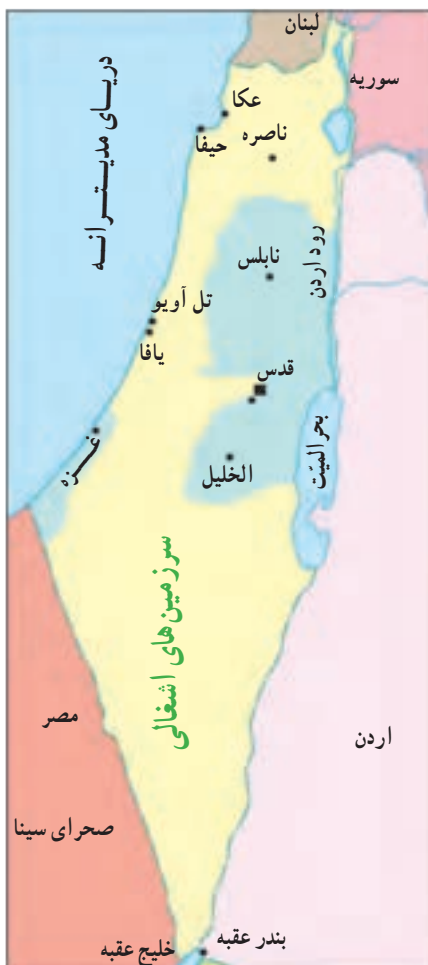 لبنان
سوریه
عکا
حیفا
ناصره
دریای مدیترانه
نابلس
رود اردن
تل آویو
یافا
قدس
غزه
الخلیل
بحرالمیّت
سرزمین‌های اشغالی
مصر
اردن
صحرای سینا
بندر عقبه
خلیج عقبه